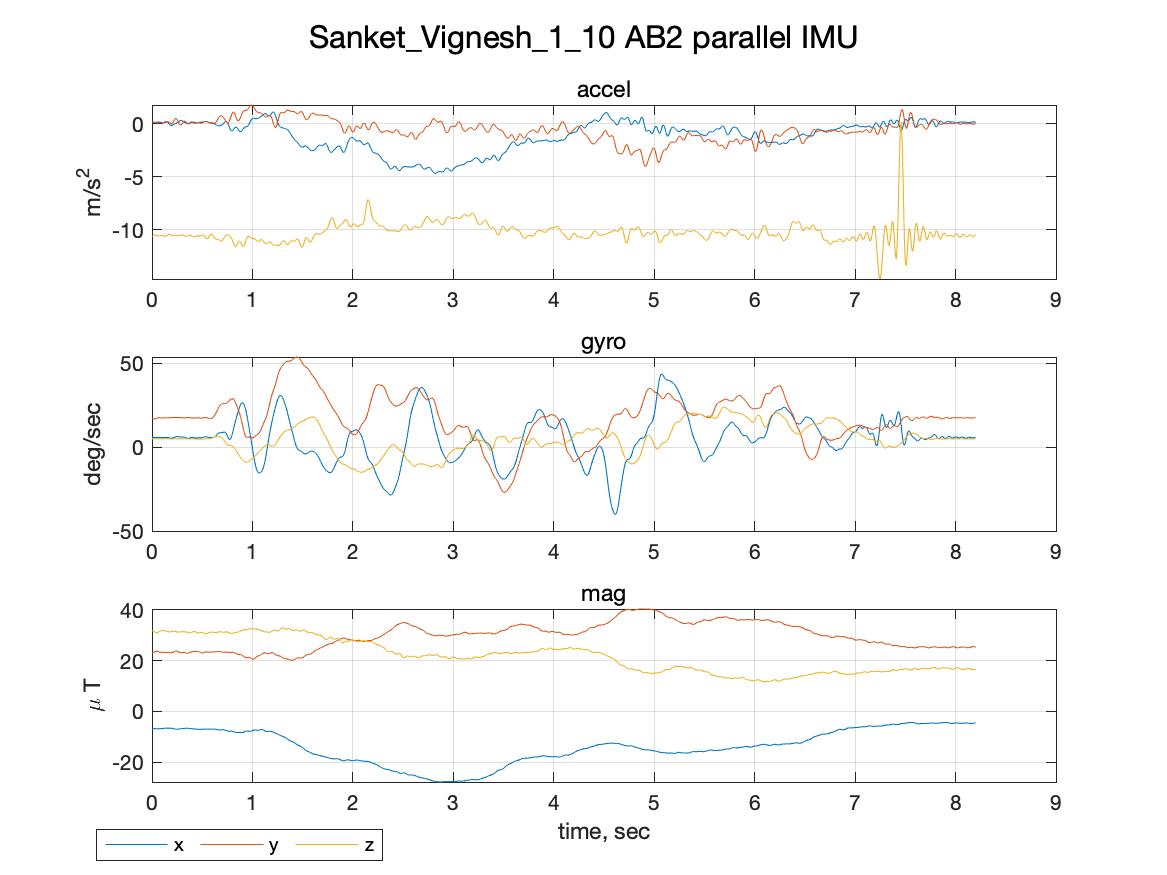 Sanket_Vignesh_1_10 AB2 parallel IMU
accel
0
-5
-10
m/s²
0 1 2 3 4 5 6 7 8 9
gyro
50
0
-50
deg/sec
0 1 2 3 4 5 6 7 8 9
mag
40
20
0
-20
μ T
0 1 2 3 4 5 6 7 8 9
time, sec
x y z